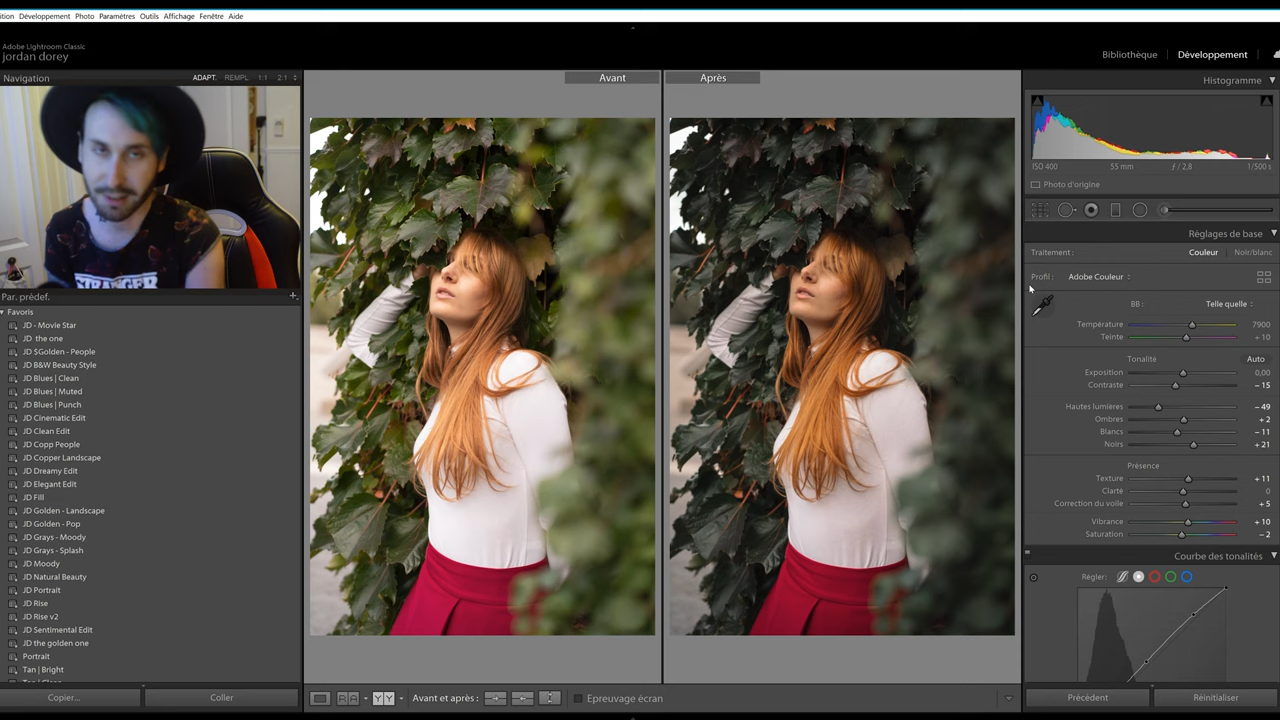 ition Développement Photo Paramètres Outils Affichage Fenêtre Aide
Adobe Lightroom Classic
jordan dorey
Bibliothèque | Développement |
Navigation ADAPT. REMPL. 1:1 2:1
STRANGER
Par. prédef. +
Favoris
JD - Movie Star
JD the one
JD $Golden - People
JD B&W Beauty Style
JD Blues | Clean
JD Blues | Muted
JD Blues | Punch
JD Cinematic Edit
JD Clean Edit
JD Copp People
JD Copper Landscape
JD Dreamy Edit
JD Elegant Edit
JD Fill
JD Golden - Landscape
JD Golden - Pop
JD Grays - Moody
JD Grays - Splash
JD Moody
JD Natural Beauty
JD Portrait
JD Rise
JD Rise v2
JD Sentimental Edit
JD the golden one
Portrait
Tan | Bright
Copier... Coller
Avant Après
R A Y Y Avant et après : Epreuvage écran
Histogramme
ISO 400 55 mm ƒ / 2,8 1/500 s
Photo d'origine
Réglages de base
Traitement : Couleur | Noir/blanc
Profil : Adobe Couleur
BB : Telle quelle
Température 7900
Teinte + 10
Tonalité Auto
Exposition 0,00
Contraste − 15
Hautes lumières − 49
Ombres + 2
Blancs − 11
Noirs + 21
Présence
Texture + 11
Clarté 0
Correction du voile + 5
Vibrance + 10
Saturation − 2
Courbe des tonalités
Régler :
Précédent Réinitialiser